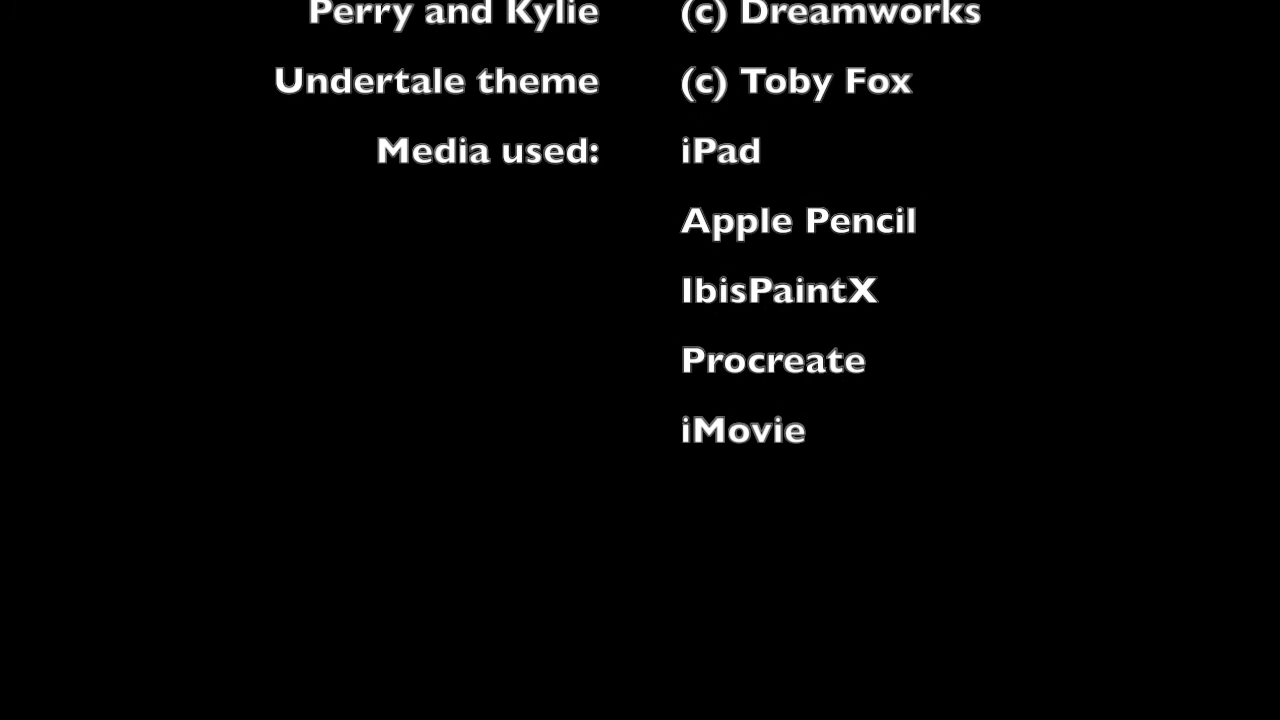 Perry and Kylie (c) Dreamworks
Undertale theme (c) Toby Fox
Media used: iPad
Apple Pencil
IbisPaintX
Procreate
iMovie